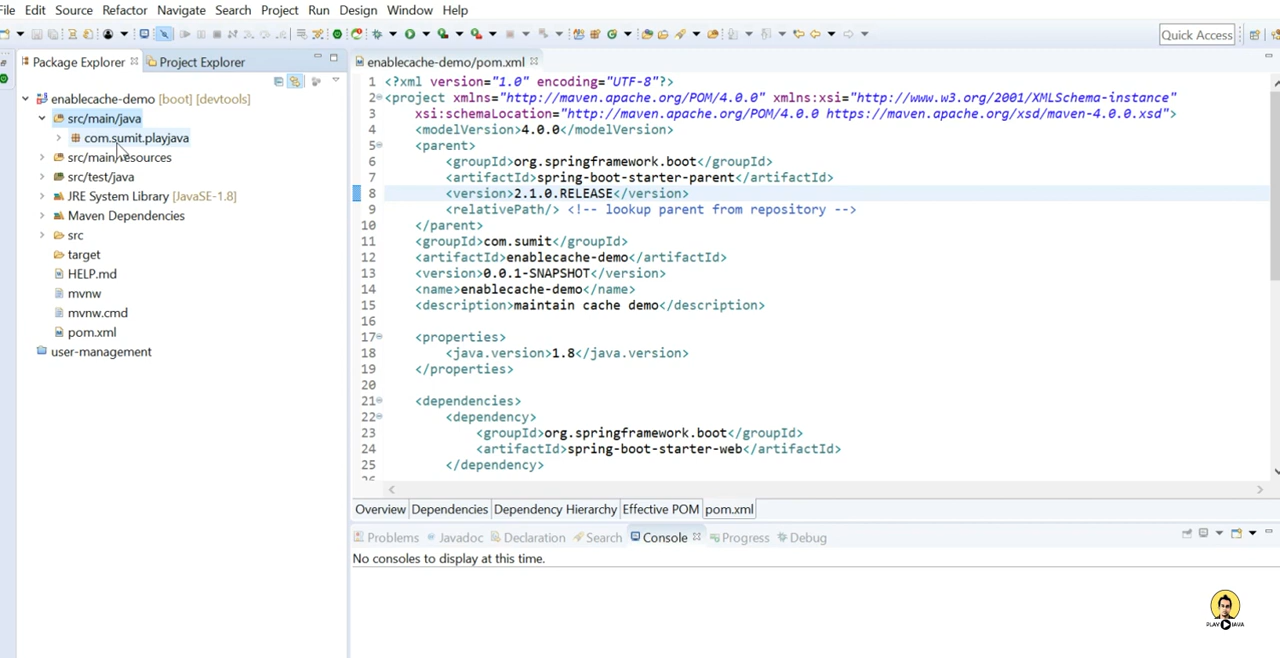 File Edit Source Refactor Navigate Search Project Run Design Window Help
Quick Access
Package Explorer Project Explorer
enablecache-demo [boot] [devtools]
src/main/java
com.sumit.playjava
src/main/resources
src/test/java
JRE System Library [JavaSE-1.8]
Maven Dependencies
src
target
HELP.md
mvnw
mvnw.cmd
pom.xml
user-management
enablecache-demo/pom.xml
1 <?xml version="1.0" encoding="UTF-8"?>
2 <project xmlns="http://maven.apache.org/POM/4.0.0" xmlns:xsi="http://www.w3.org/2001/XMLSchema-instance"
3 xsi:schemaLocation="http://maven.apache.org/POM/4.0.0 https://maven.apache.org/xsd/maven-4.0.0.xsd">
4 <modelVersion>4.0.0</modelVersion>
5 <parent>
6 <groupId>org.springframework.boot</groupId>
7 <artifactId>spring-boot-starter-parent</artifactId>
8 <version>2.1.0.RELEASE</version>
9 <relativePath/> <!-- lookup parent from repository -->
10 </parent>
11 <groupId>com.sumit</groupId>
12 <artifactId>enablecache-demo</artifactId>
13 <version>0.0.1-SNAPSHOT</version>
14 <name>enablecache-demo</name>
15 <description>maintain cache demo</description>
16
17 <properties>
18 <java.version>1.8</java.version>
19 </properties>
20
21 <dependencies>
22 <dependency>
23 <groupId>org.springframework.boot</groupId>
24 <artifactId>spring-boot-starter-web</artifactId>
25 </dependency>
Overview Dependencies Dependency Hierarchy Effective POM pom.xml
Problems Javadoc Declaration Search Console Progress Debug
No consoles to display at this time.
PLAY JAVA